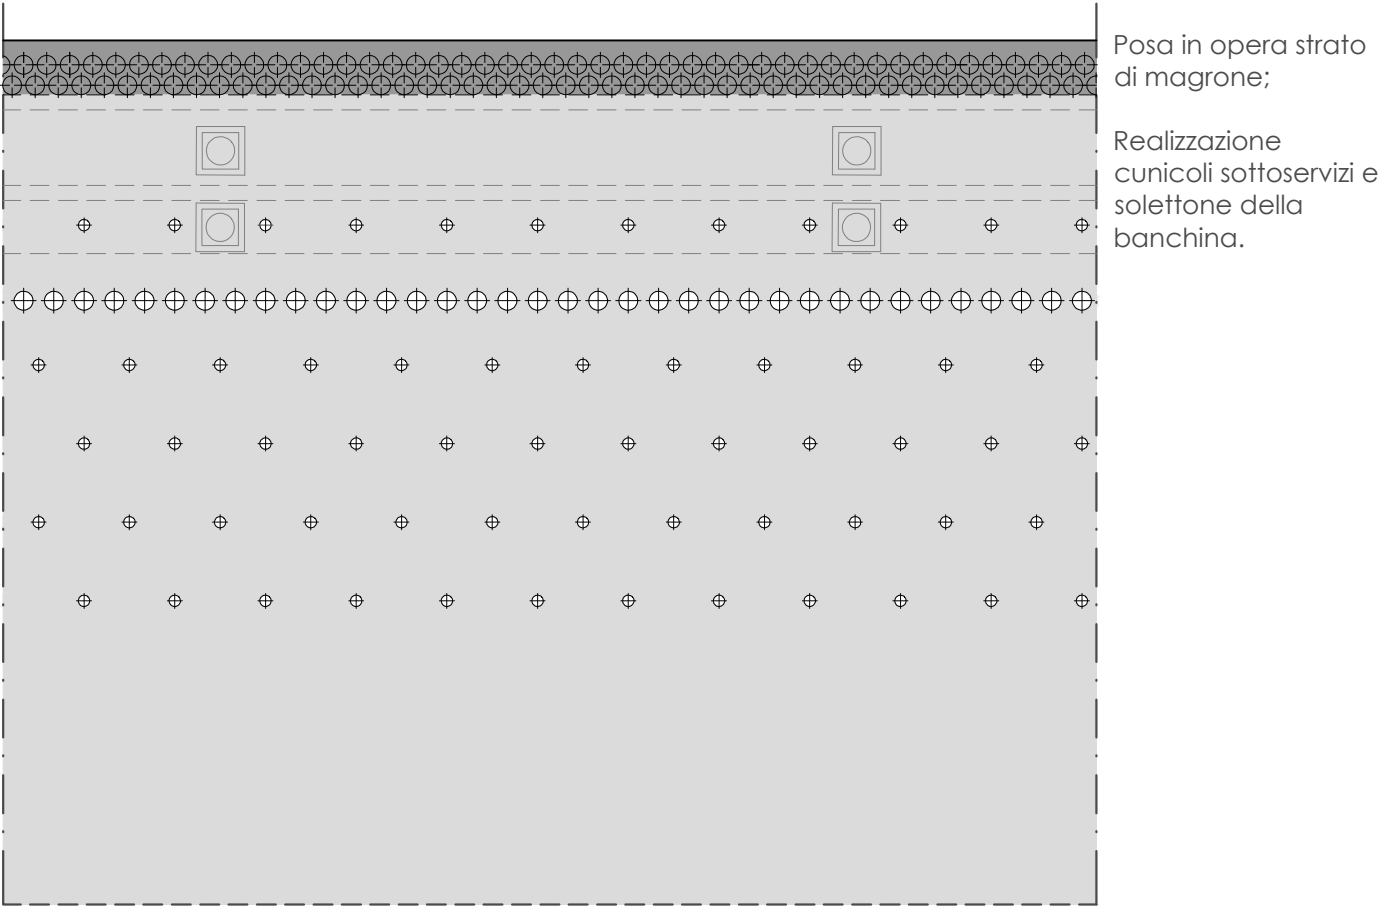 Posa in opera strato
di magrone;
Realizzazione
cunicoli sottoservizi e
solettone della
banchina.